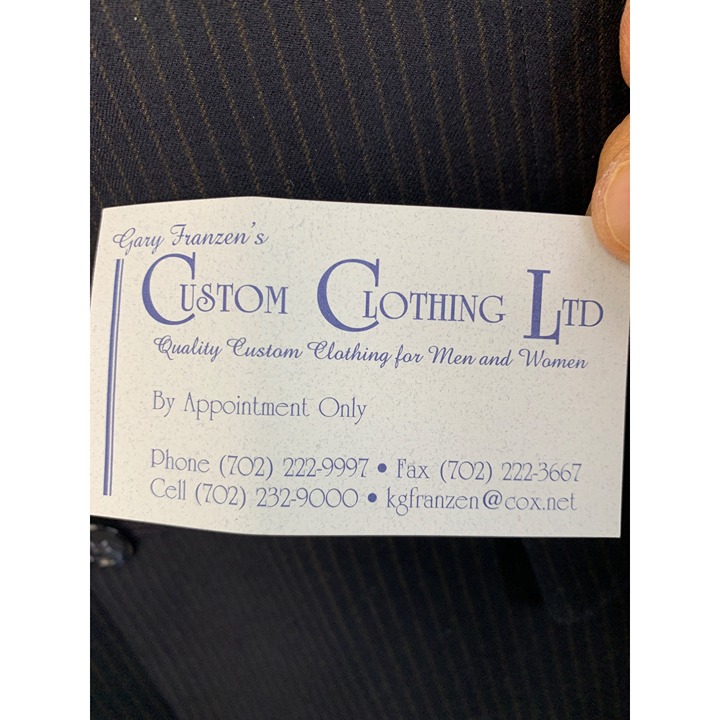 Gary Franzen's
Custom Clothing Ltd
Quality Custom Clothing for Men and Women
By Appointment Only
Phone (702) 222-9997 • Fax (702) 222-3667
Cell (702) 232-9000 • kgfranzen@cox.net